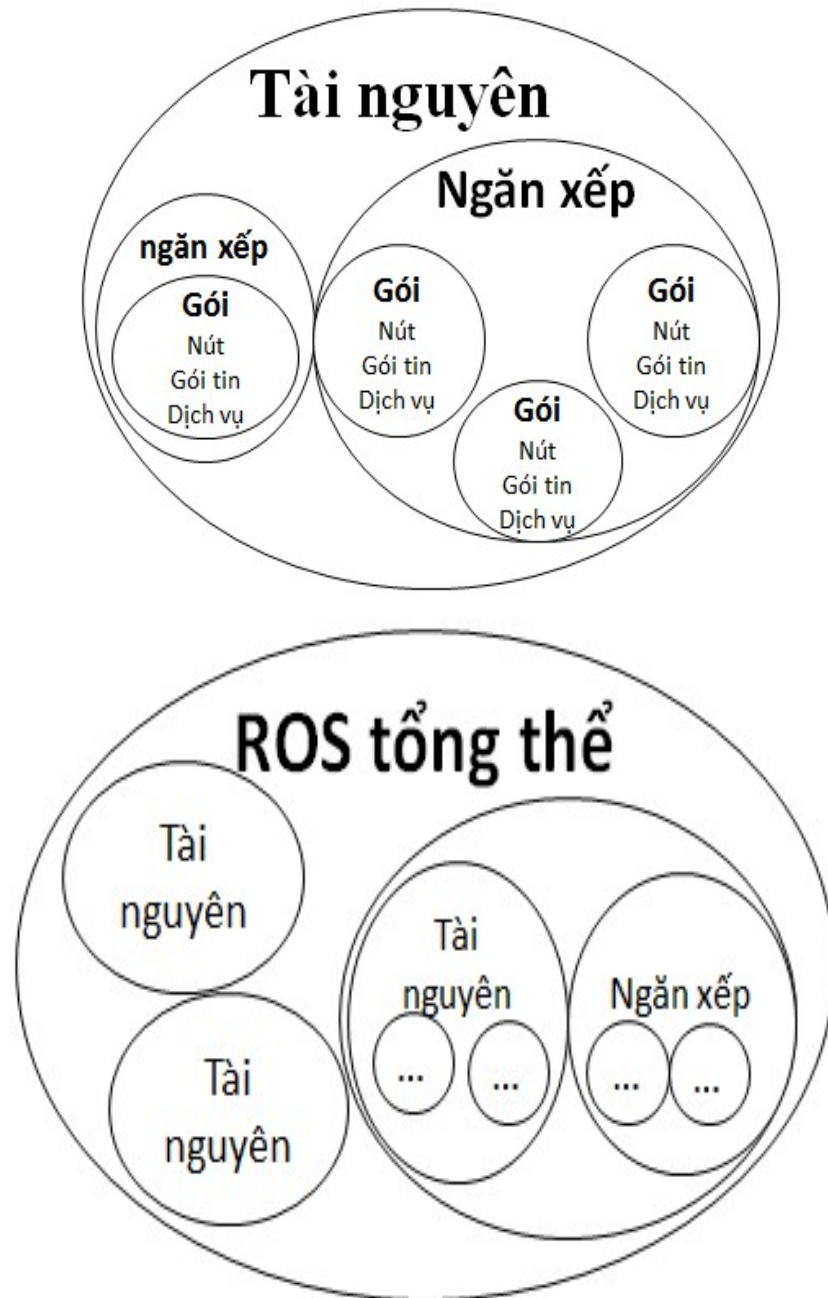 Tài nguyên
Ngăn xếp
ngăn xếp
Gói
Nút
Gói tin
Dịch vụ
Gói
Nút
Gói tin
Dịch vụ
Gói
Nút
Gói tin
Dịch vụ
Gói
Nút
Gói tin
Dịch vụ
ROS tổng thể
Tài
nguyên
Tài
nguyên
...
...
Ngăn xếp
...
...
Tài
nguyên